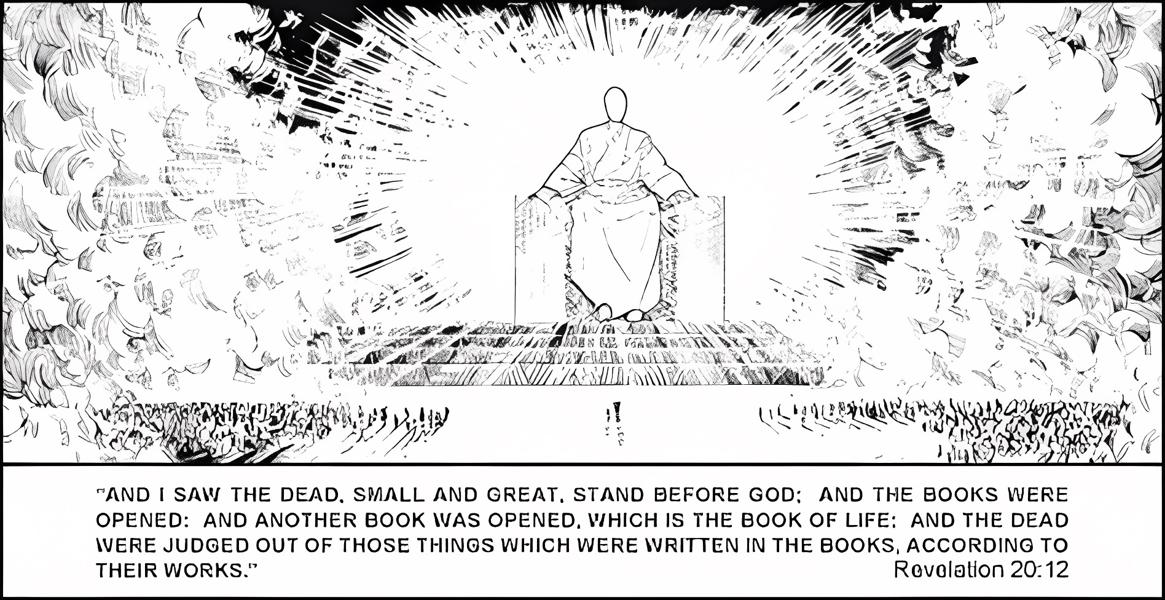 "AND I SAW THE DEAD, SMALL AND GREAT, STAND BEFORE GOD; AND THE BOOKS WERE
OPENED: AND ANOTHER BOOK WAS OPENED, WHICH IS THE BOOK OF LIFE: AND THE DEAD
WERE JUDGED OUT OF THOSE THINGS WHICH WERE WRITTEN IN THE BOOKS, ACCORDING TO
THEIR WORKS."
Revelation 20:12